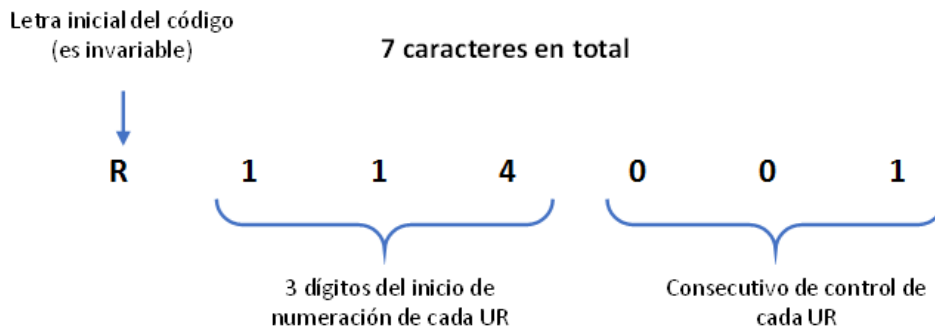 Letra inicial del código
(es invariable)
7 caracteres en total
R 1 1 4 0 0 1
3 dígitos del inicio de
numeración de cada UR
Consecutivo de control de
cada UR